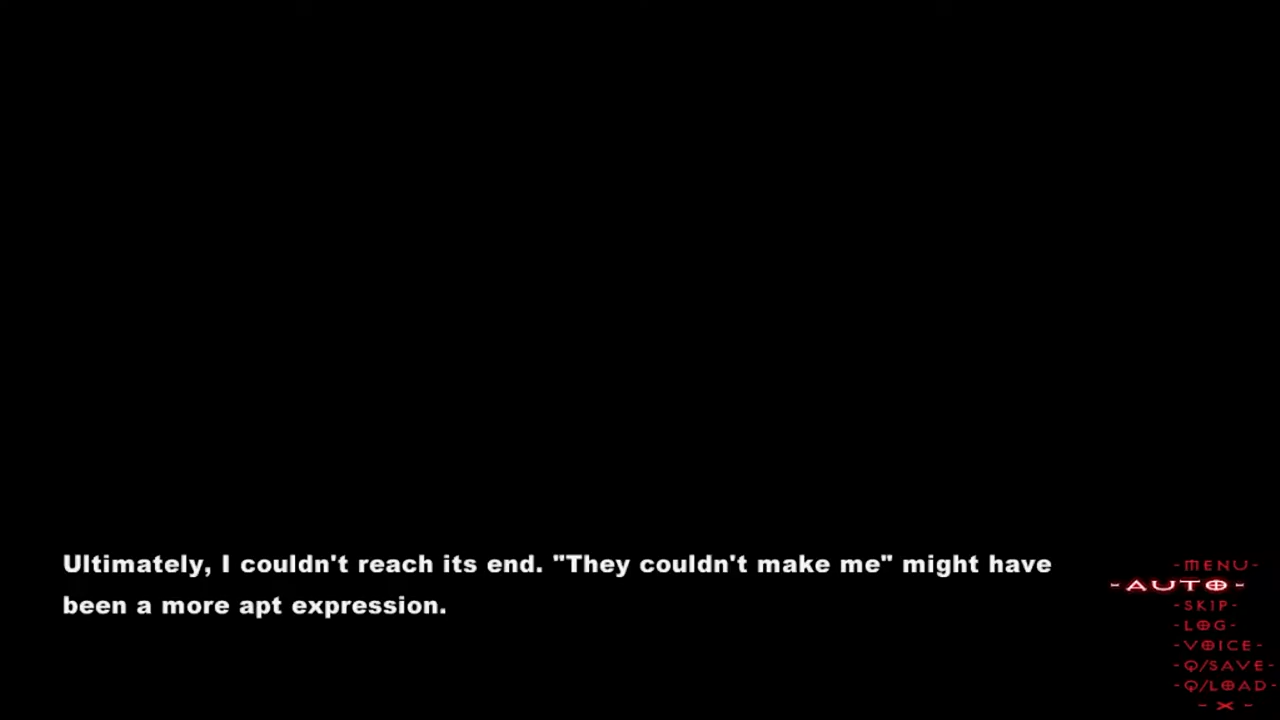 Ultimately, I couldn't reach its end. "They couldn't make me" might have
been a more apt expression.
-MENU-
-AUTO-
-SKIP-
-LOG-
-VOICE-
-Q/SAVE-
-Q/LOAD-
-X-